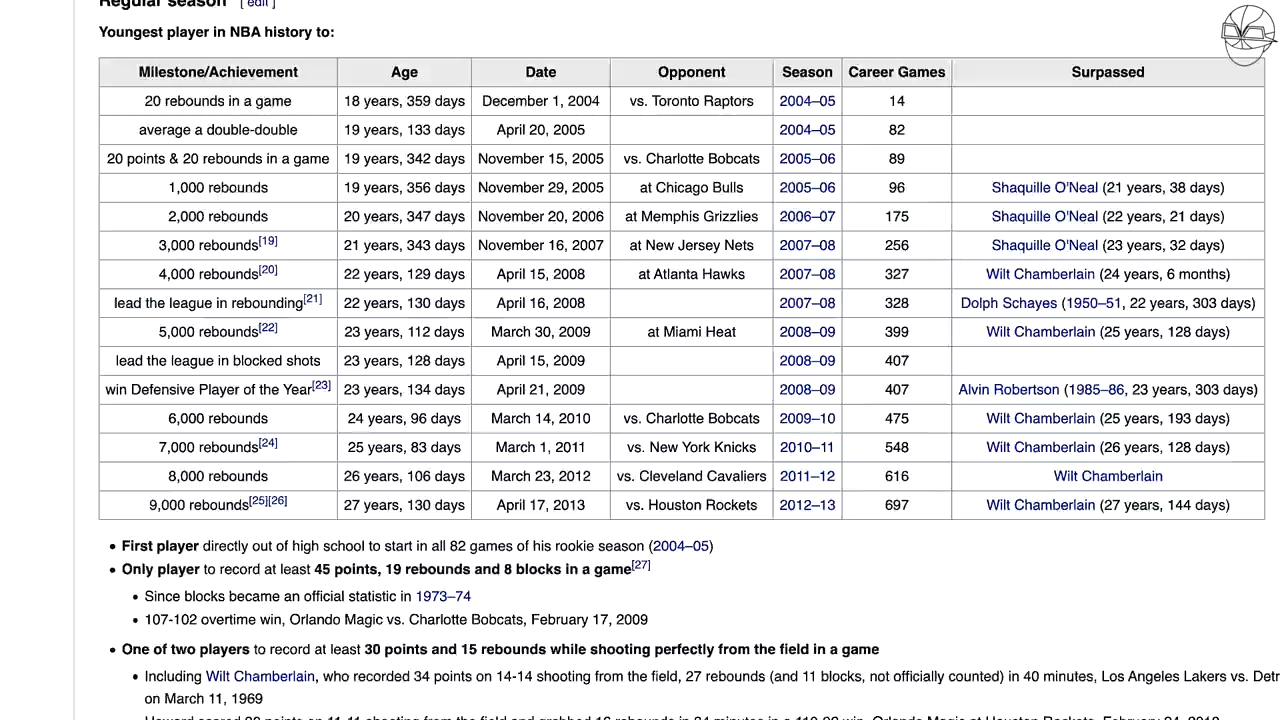 Regular season [ edit ]
Youngest player in NBA history to:
Milestone/Achievement Age Date Opponent Season Career Games Surpassed
20 rebounds in a game 18 years, 359 days December 1, 2004 vs. Toronto Raptors 2004–05 14
average a double-double 19 years, 133 days April 20, 2005 2004–05 82
20 points & 20 rebounds in a game 19 years, 342 days November 15, 2005 vs. Charlotte Bobcats 2005–06 89
1,000 rebounds 19 years, 356 days November 29, 2005 at Chicago Bulls 2005–06 96 Shaquille O'Neal (21 years, 38 days)
2,000 rebounds 20 years, 347 days November 20, 2006 at Memphis Grizzlies 2006–07 175 Shaquille O'Neal (22 years, 21 days)
3,000 rebounds[19] 21 years, 343 days November 16, 2007 at New Jersey Nets 2007–08 256 Shaquille O'Neal (23 years, 32 days)
4,000 rebounds[20] 22 years, 129 days April 15, 2008 at Atlanta Hawks 2007–08 327 Wilt Chamberlain (24 years, 6 months)
lead the league in rebounding[21] 22 years, 130 days April 16, 2008 2007–08 328 Dolph Schayes (1950–51, 22 years, 303 days)
5,000 rebounds[22] 23 years, 112 days March 30, 2009 at Miami Heat 2008–09 399 Wilt Chamberlain (25 years, 128 days)
lead the league in blocked shots 23 years, 128 days April 15, 2009 2008–09 407
win Defensive Player of the Year[23] 23 years, 134 days April 21, 2009 2008–09 407 Alvin Robertson (1985–86, 23 years, 303 days)
6,000 rebounds 24 years, 96 days March 14, 2010 vs. Charlotte Bobcats 2009–10 475 Wilt Chamberlain (25 years, 193 days)
7,000 rebounds[24] 25 years, 83 days March 1, 2011 vs. New York Knicks 2010–11 548 Wilt Chamberlain (26 years, 128 days)
8,000 rebounds 26 years, 106 days March 23, 2012 vs. Cleveland Cavaliers 2011–12 616 Wilt Chamberlain
9,000 rebounds[25][26] 27 years, 130 days April 17, 2013 vs. Houston Rockets 2012–13 697 Wilt Chamberlain (27 years, 144 days)
• First player directly out of high school to start in all 82 games of his rookie season (2004–05)
• Only player to record at least 45 points, 19 rebounds and 8 blocks in a game[27]
• Since blocks became an official statistic in 1973–74
• 107-102 overtime win, Orlando Magic vs. Charlotte Bobcats, February 17, 2009
• One of two players to record at least 30 points and 15 rebounds while shooting perfectly from the field in a game
• Including Wilt Chamberlain, who recorded 34 points on 14-14 shooting from the field, 27 rebounds (and 11 blocks, not officially counted) in 40 minutes, Los Angeles Lakers vs. Detr
on March 11, 1969